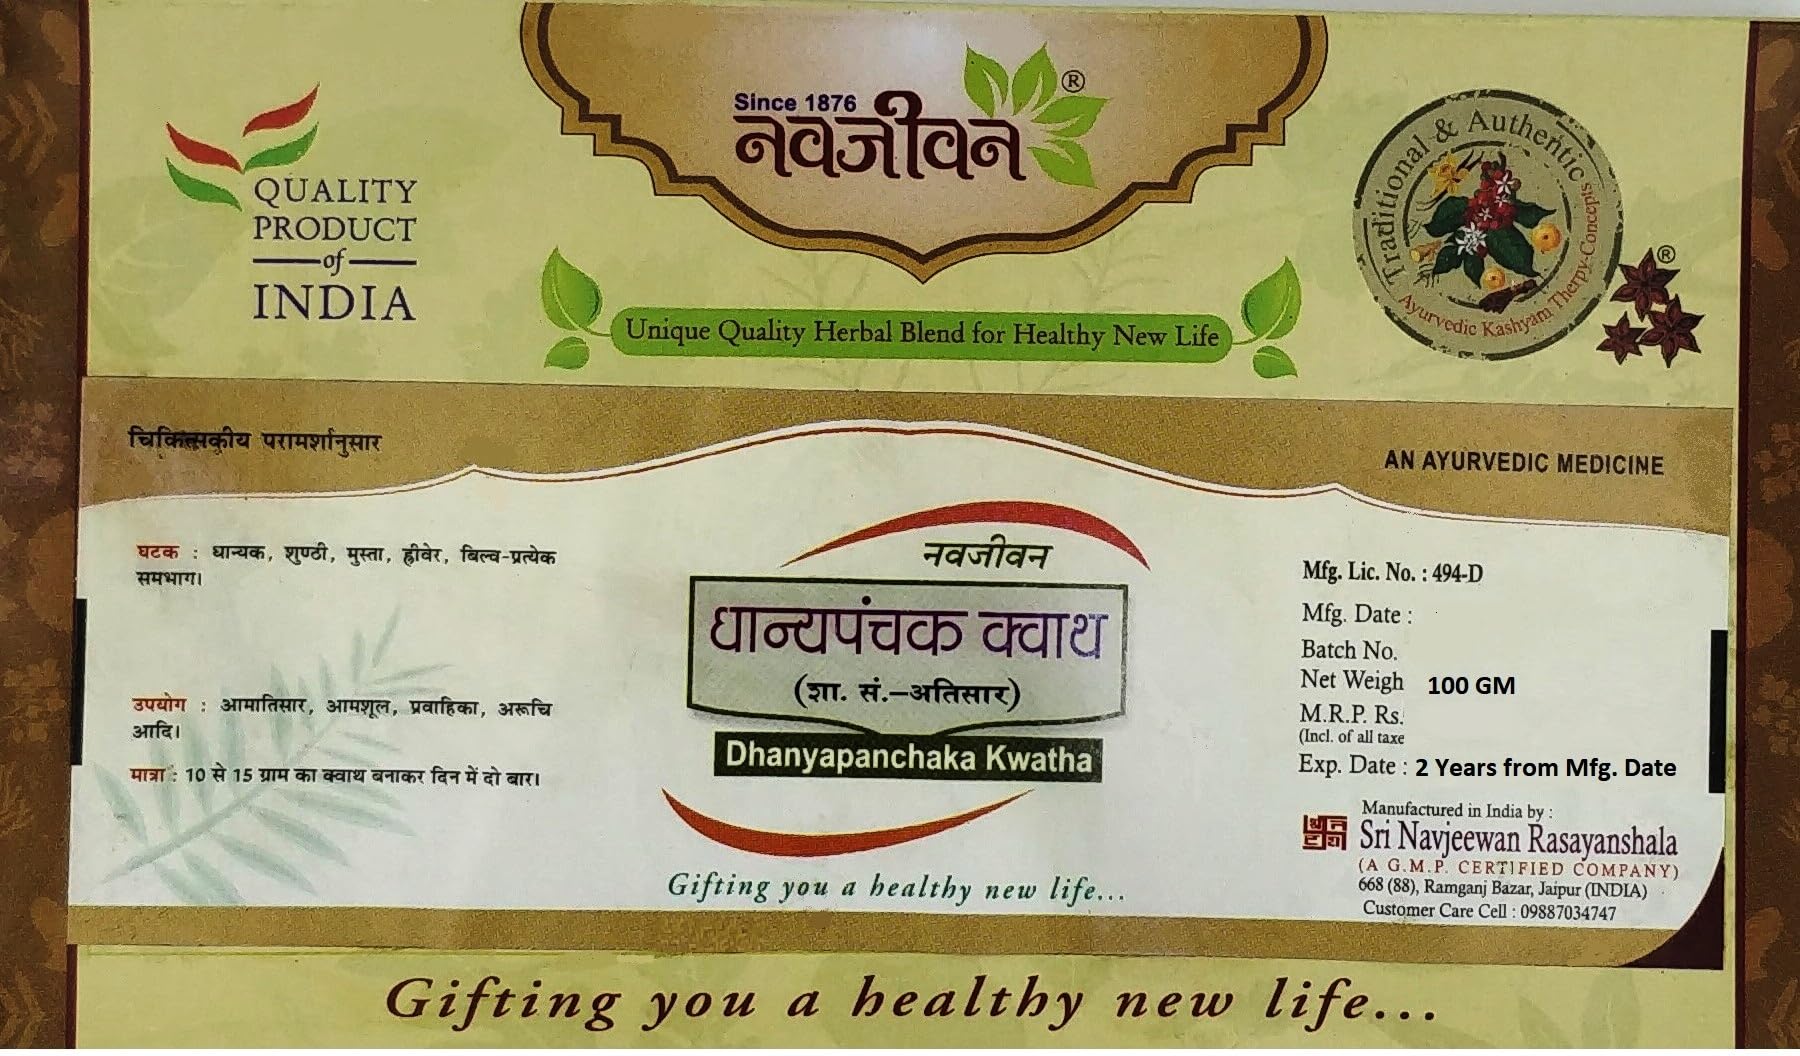 Since 1876
नवजीवन ®
QUALITY
PRODUCT
of
INDIA
Unique Quality Herbal Blend for Healthy New Life
Traditional & Authentic
Ayurvedic Kashyam Therpy-Concepts
®
चिकित्सकीय परामर्शानुसार
AN AYURVEDIC MEDICINE
घटक : धान्यक, शुण्ठी, मुस्ता, ह्रीवेर, बिल्व-प्रत्येक
समभाग।
उपयोग : आमातिसार, आमशूल, प्रवाहिका, अरूचि
आदि।
मात्रा : 10 से 15 ग्राम का क्वाथ बनाकर दिन में दो बार।
नवजीवन
धान्यपंचक क्वाथ
(शा. सं.–अतिसार)
Dhanyapanchaka Kwatha
Gifting you a healthy new life...
Mfg. Lic. No. : 494-D
Mfg. Date :
Batch No.
Net Weigh 100 GM
M.R.P. Rs.
(Incl. of all taxe
Exp. Date : 2 Years from Mfg. Date
Manufactured in India by :
Sri Navjeewan Rasayanshala
(A G.M.P. CERTIFIED COMPANY)
668 (88), Ramganj Bazar, Jaipur (INDIA)
Customer Care Cell : 09887034747
Gifting you a healthy new life...